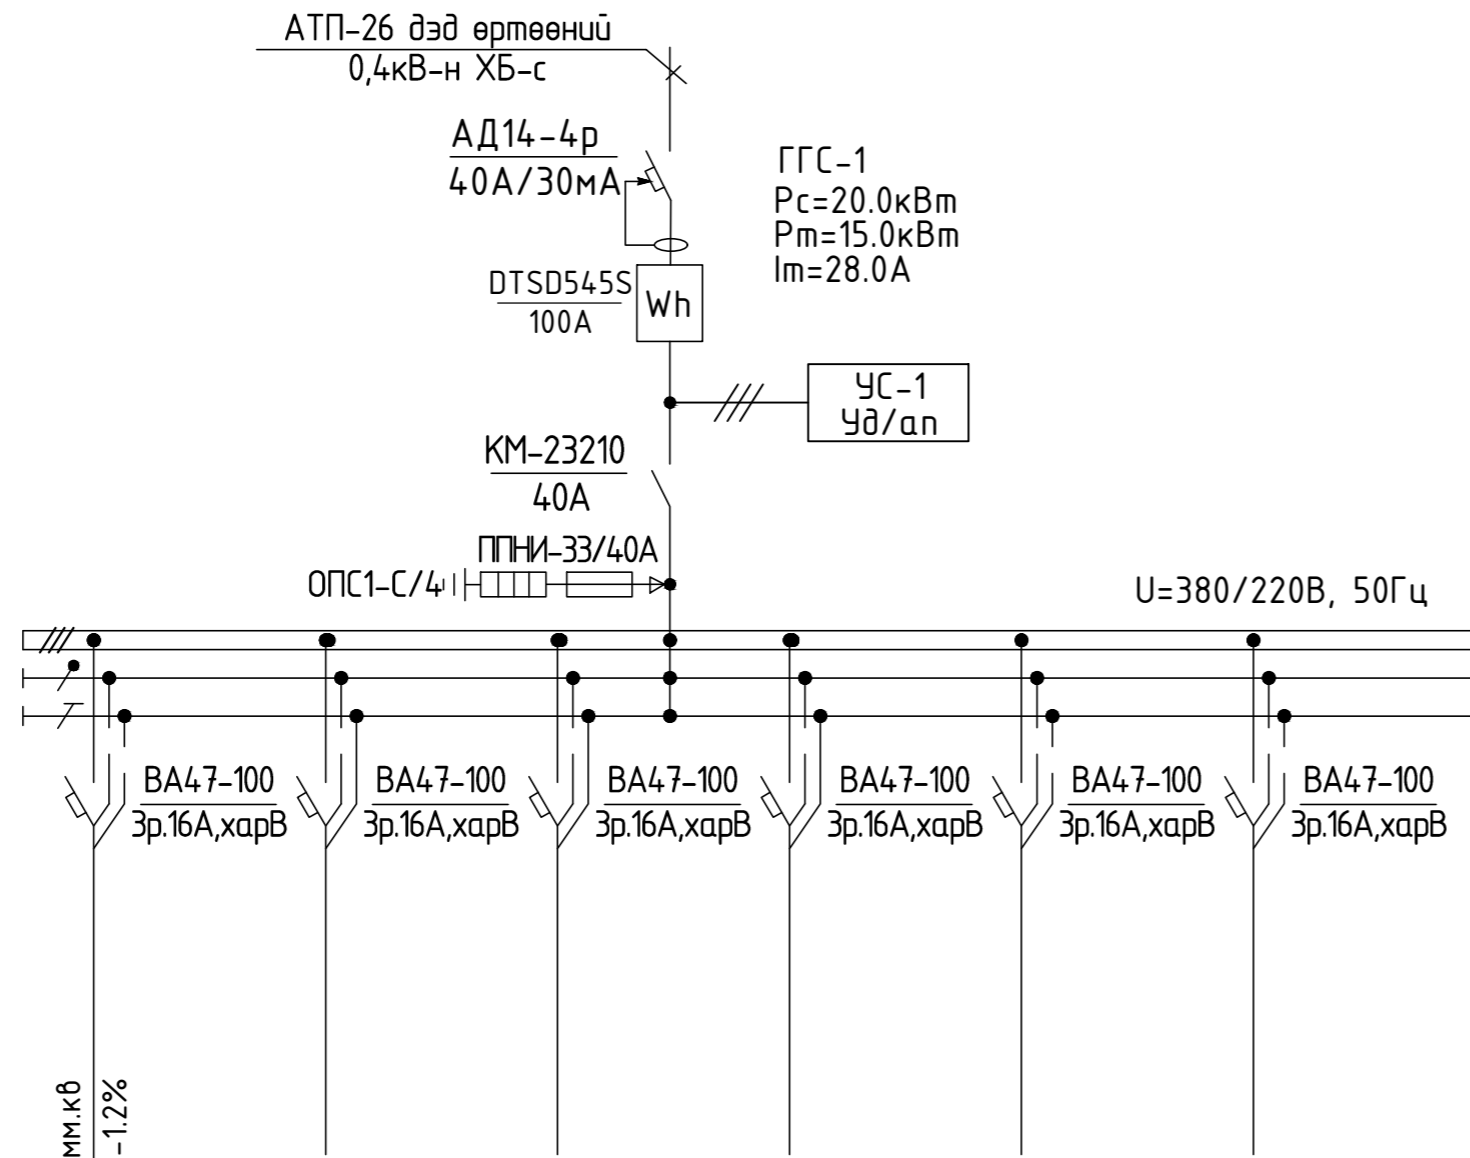 АТП-26 дэд өртөөний
0,4кВ-н ХБ-с
АД14-4р
40А/30мА
ГГС-1
Рс=20.0кВт
Рт=15.0кВт
Iт=28.0А
DTSD545S
100А
Wh
УС-1
Уд/ап
КМ-23210
40А
ППНИ-33/40А
ОПС1-С/4
U=380/220В, 50Гц
ВА47-100
3р.16А,харВ
ВА47-100
3р.16А,харВ
ВА47-100
3р.16А,харВ
ВА47-100
3р.16А,харВ
ВА47-100
3р.16А,харВ
ВА47-100
3р.16А,харВ
мм.кв
-1.2%